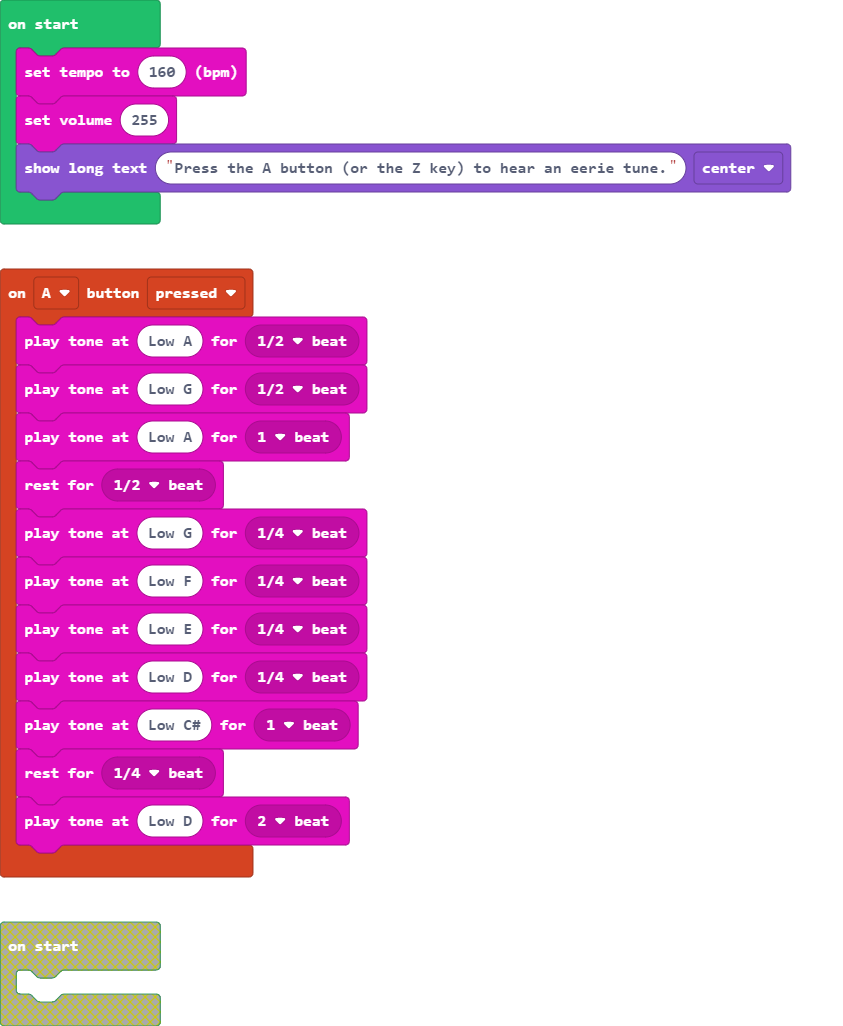 on start
set tempo to 160 (bpm)
set volume 255
show long text "Press the A button (or the Z key) to hear an eerie tune." center
on A button pressed
play tone at Low A for 1/2 beat
play tone at Low G for 1/2 beat
play tone at Low A for 1 beat
rest for 1/2 beat
play tone at Low G for 1/4 beat
play tone at Low F for 1/4 beat
play tone at Low E for 1/4 beat
play tone at Low D for 1/4 beat
play tone at Low C# for 1 beat
rest for 1/4 beat
play tone at Low D for 2 beat
on start